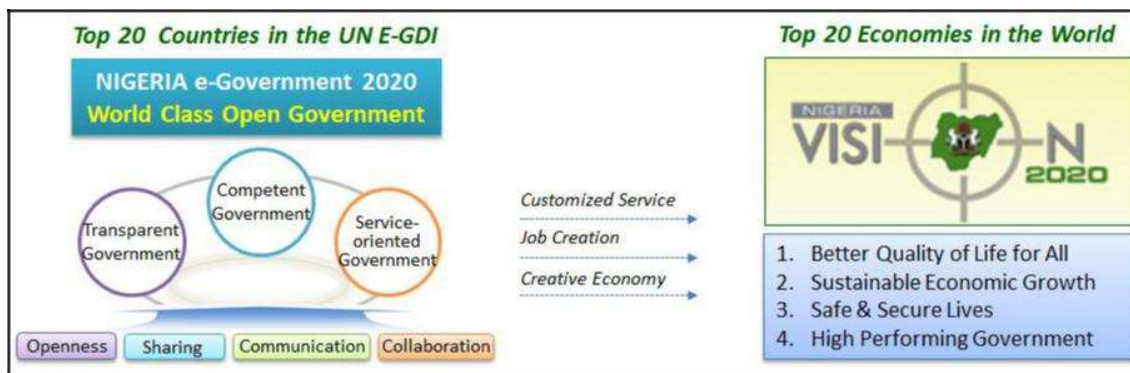 Top 20 Countries in the UN E-GDI
NIGERIA e-Government 2020
World Class Open Government
Transparent
Government
Competent
Government
Service-
oriented
Government
Openness
Sharing
Communication
Collaboration
Customized Service
Job Creation
Creative Economy
Top 20 Economies in the World
NIGERIA
VISI N
2020
1. Better Quality of Life for All
2. Sustainable Economic Growth
3. Safe & Secure Lives
4. High Performing Government